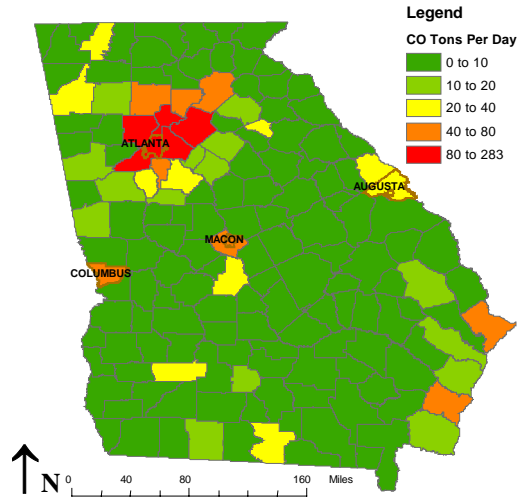 Legend
CO Tons Per Day
0 to 10
10 to 20
20 to 40
40 to 80
80 to 283
ATLANTA
AUGUSTA
MACON
COLUMBUS
N
0 40 80 160 Miles